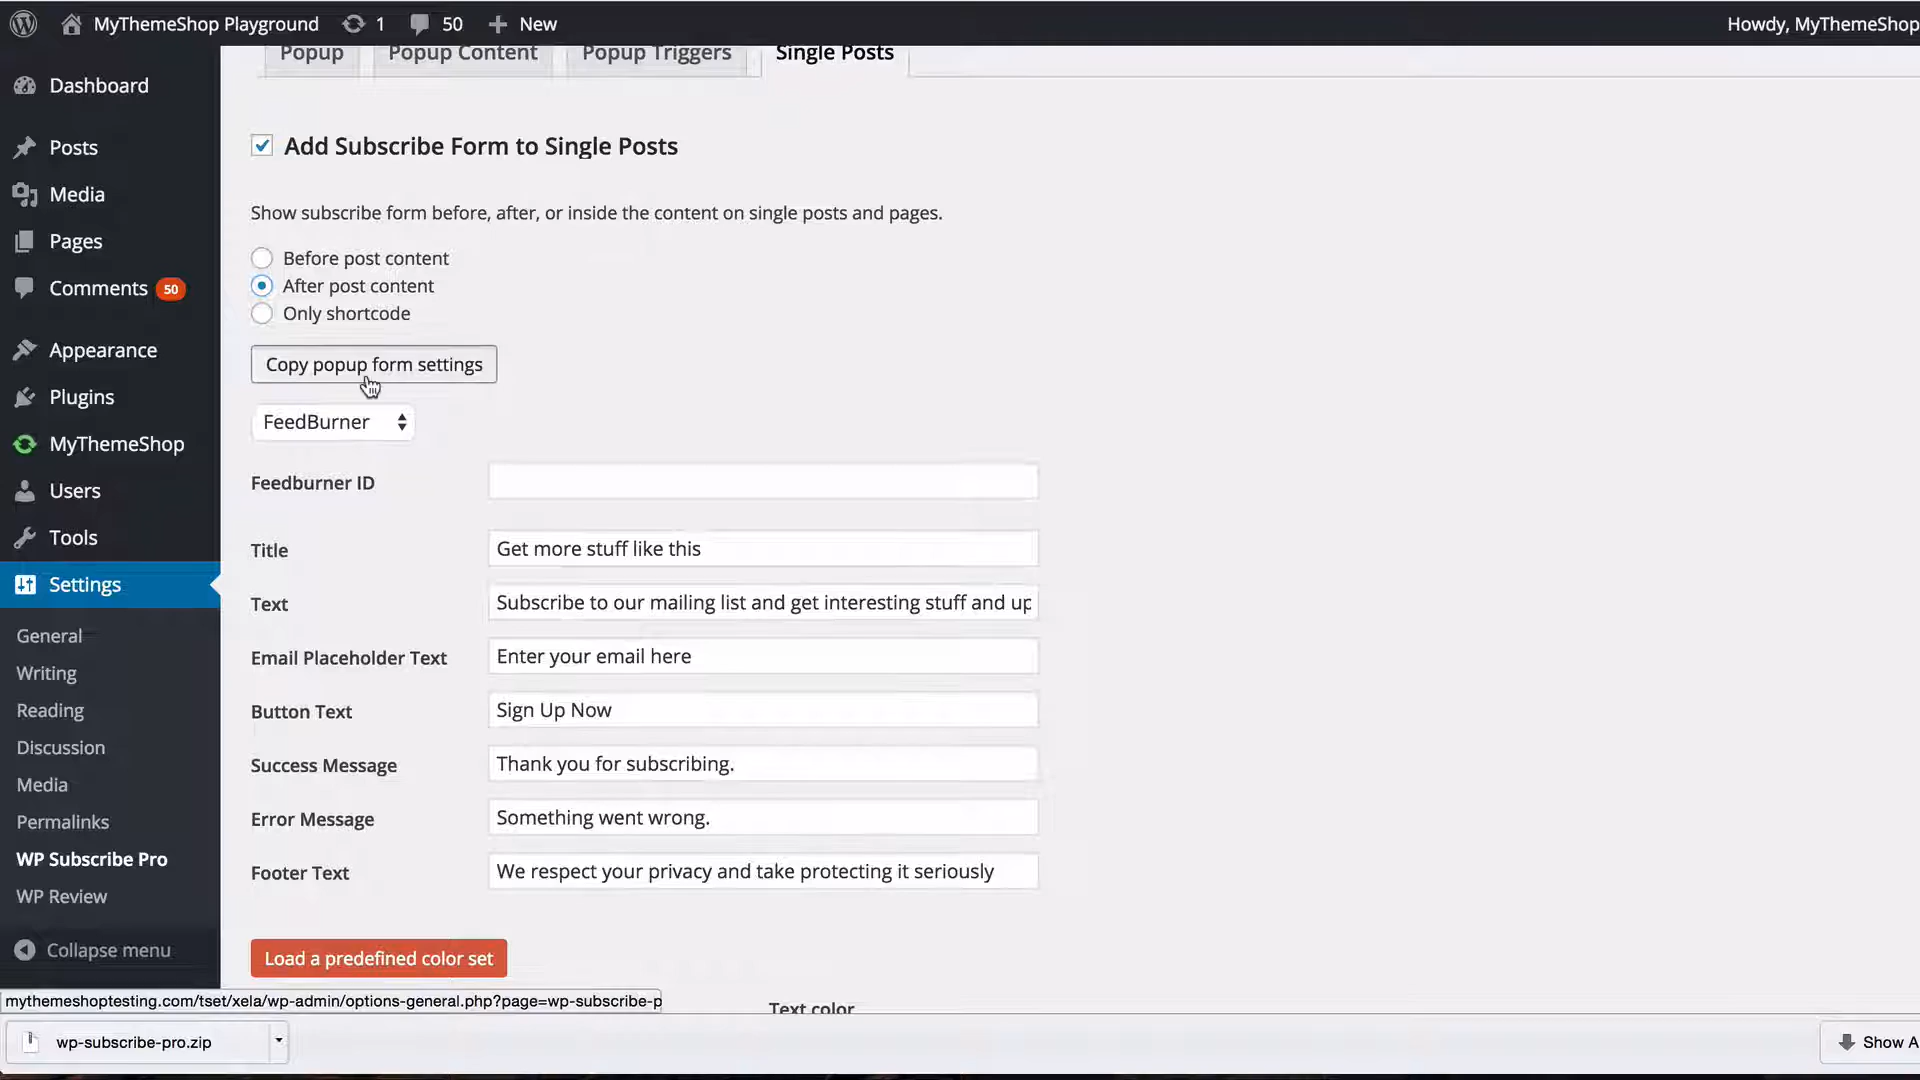 MyThemeShop Playground 1 50 New Howdy, MyThemeShop
Popup Popup Content Popup Triggers Single Posts
Dashboard
Posts
Media
Pages
Comments 50
Appearance
Plugins
MyThemeShop
Users
Tools
Settings
General
Writing
Reading
Discussion
Media
Permalinks
WP Subscribe Pro
WP Review
Collapse menu
Add Subscribe Form to Single Posts
Show subscribe form before, after, or inside the content on single posts and pages.
Before post content
After post content
Only shortcode
Copy popup form settings
FeedBurner
Feedburner ID
Title Get more stuff like this
Text Subscribe to our mailing list and get interesting stuff and up
Email Placeholder Text Enter your email here
Button Text Sign Up Now
Success Message Thank you for subscribing.
Error Message Something went wrong.
Footer Text We respect your privacy and take protecting it seriously
Load a predefined color set
Text color
mythemeshoptesting.com/tset/xela/wp-admin/options-general.php?page=wp-subscribe-p
wp-subscribe-pro.zip Show A